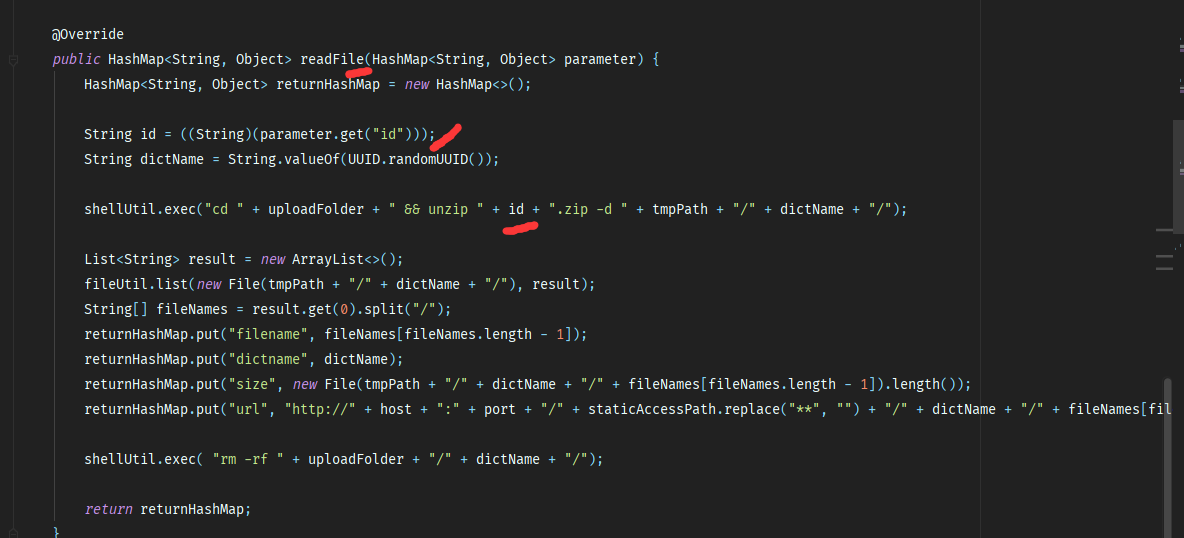 @Override
public HashMap<String, Object> readFile(HashMap<String, Object> parameter) {
HashMap<String, Object> returnHashMap = new HashMap<>();
String id = ((String)(parameter.get("id")));
String dictName = String.valueOf(UUID.randomUUID());
shellUtil.exec("cd " + uploadFolder + " && unzip " + id + ".zip -d " + tmpPath + "/" + dictName + "/");
List<String> result = new ArrayList<>();
fileUtil.list(new File(tmpPath + "/" + dictName + "/"), result);
String[] fileNames = result.get(0).split("/");
returnHashMap.put("filename", fileNames[fileNames.length - 1]);
returnHashMap.put("dictname", dictName);
returnHashMap.put("size", new File(tmpPath + "/" + dictName + "/" + fileNames[fileNames.length - 1]).length());
returnHashMap.put("url", "http://" + host + ":" + port + "/" + staticAccessPath.replace("**", "") + "/" + dictName + "/" + fileNames[fil
shellUtil.exec( "rm -rf " + uploadFolder + "/" + dictName + "/");
return returnHashMap;
}